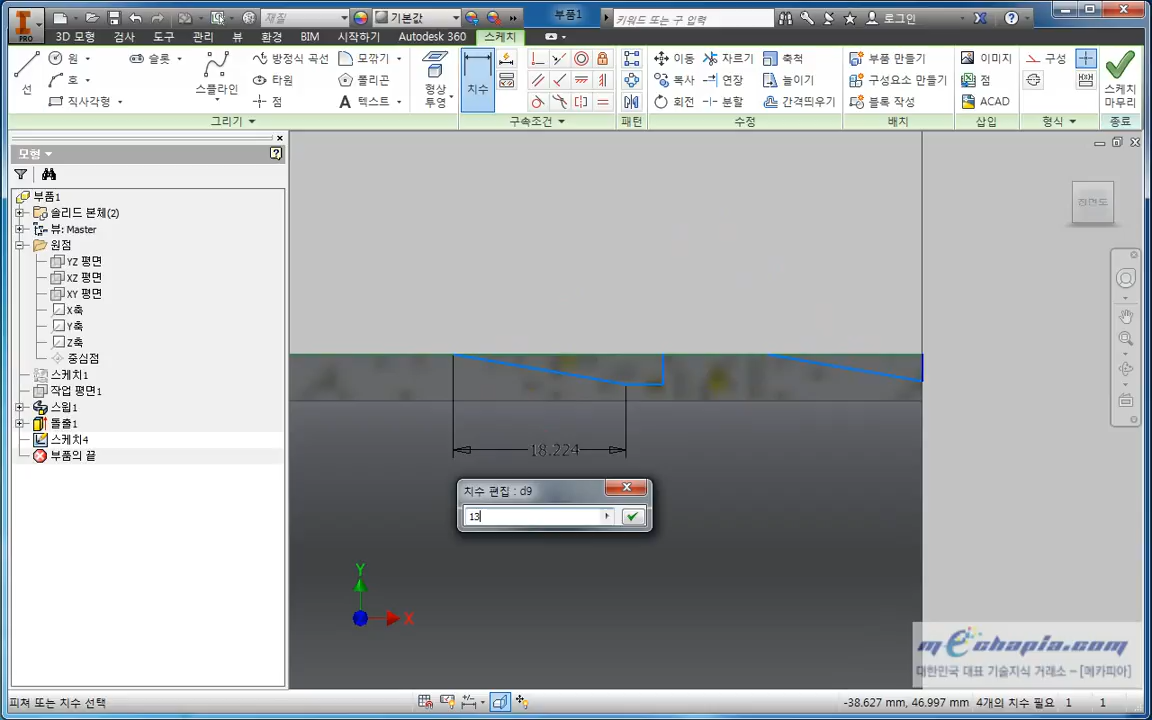 PRO
재질
기본값
부품1
키워드 또는 구 입력
로그인
3D 모형 검사 도구 관리 뷰 환경 BIM 시작하기 Autodesk 360 스케치
선
원
호
직사각형
스플라인
방정식 곡선
타원
점
모깎기
폴리곤
텍스트
형상
투영
치수
이동
복사
회전
자르기
연장
분할
축척
늘이기
간격띄우기
부품 만들기
구성요소 만들기
블록 작성
이미지
점
ACAD
구성
스케치
마무리
그리기
구속조건
패턴
수정
배치
삽입
형식
종료
모형
부품1
솔리드 본체(2)
뷰: Master
원점
YZ 평면
XZ 평면
XY 평면
X축
Y축
Z축
중심점
스케치1
작업 평면1
스윕1
돌출1
스케치4
부품의 끝
슬롯
정면도
18.224
치수 편집 : d9
13
Y
X
mechapia.com
대한민국 대표 기술지식 거래소 – [메카피아]
피쳐 또는 치수 선택
-38.627 mm, 46.997 mm
4개의 치수 필요
1
1